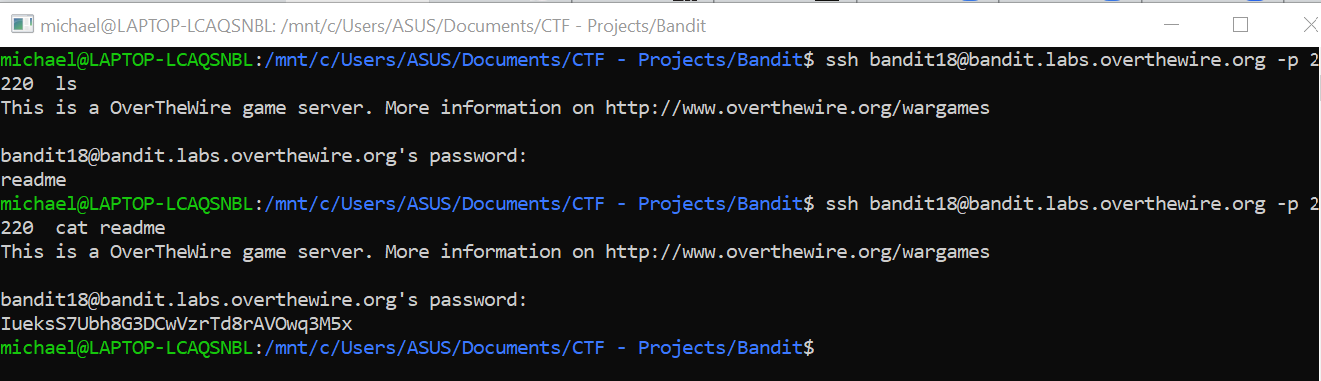 michael@LAPTOP-LCAQSNBL: /mnt/c/Users/ASUS/Documents/CTF - Projects/Bandit
michael@LAPTOP-LCAQSNBL:/mnt/c/Users/ASUS/Documents/CTF - Projects/Bandit$ ssh bandit18@bandit.labs.overthewire.org -p 2
220  ls
This is a OverTheWire game server. More information on http://www.overthewire.org/wargames
bandit18@bandit.labs.overthewire.org's password:
readme
michael@LAPTOP-LCAQSNBL:/mnt/c/Users/ASUS/Documents/CTF - Projects/Bandit$ ssh bandit18@bandit.labs.overthewire.org -p 2
220  cat readme
This is a OverTheWire game server. More information on http://www.overthewire.org/wargames
bandit18@bandit.labs.overthewire.org's password:
IueksS7Ubh8G3DCwVzrTd8rAVOwq3M5x
michael@LAPTOP-LCAQSNBL:/mnt/c/Users/ASUS/Documents/CTF - Projects/Bandit$